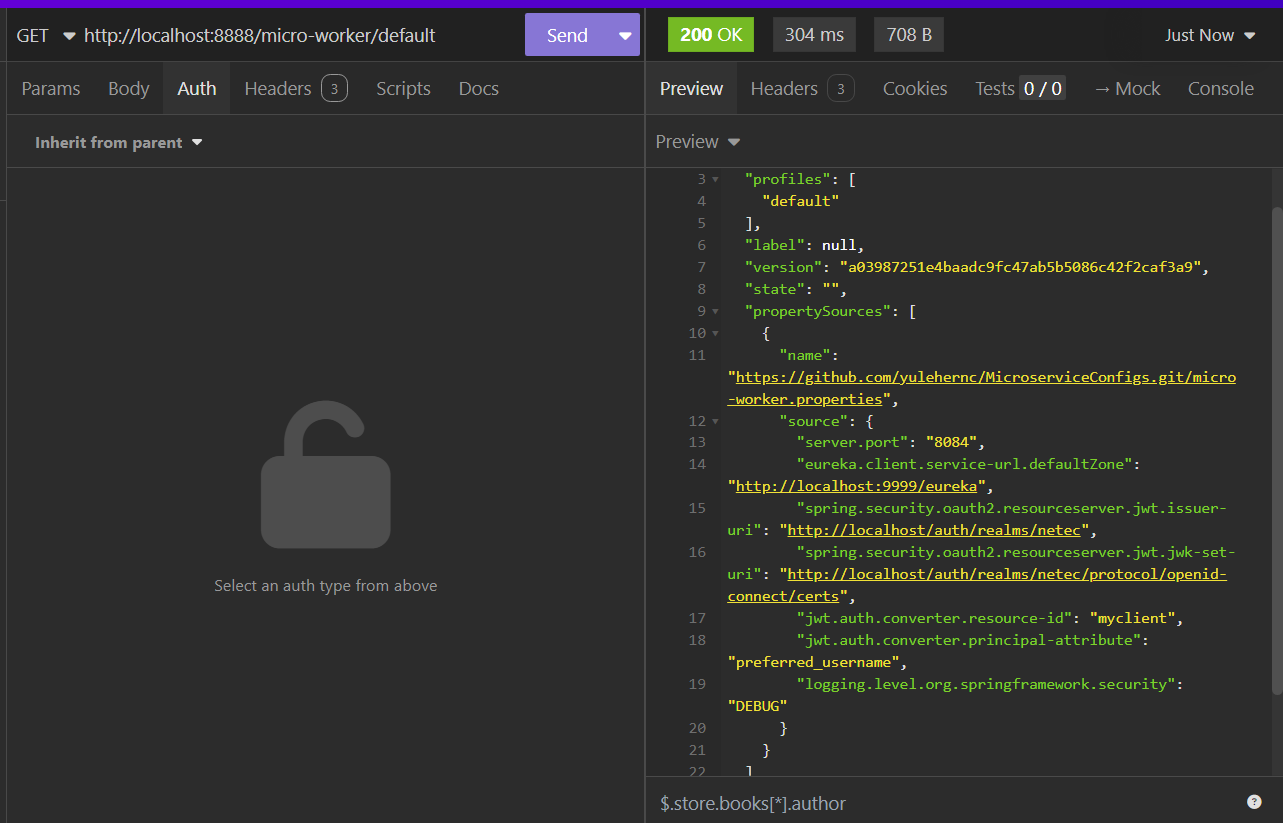 GET http://localhost:8888/micro-worker/default Send
Params Body Auth Headers 3 Scripts Docs
Inherit from parent
Select an auth type from above
200 OK 304 ms 708 B Just Now
Preview Headers 3 Cookies Tests 0 / 0 → Mock Console
Preview
3 "profiles": [
4 "default"
5 ],
6 "label": null,
7 "version": "a03987251e4baadc9fc47ab5b5086c42f2caf3a9",
8 "state": "",
9 "propertySources": [
10 {
11 "name":
"https://github.com/yulehernc/MicroserviceConfigs.git/micro
-worker.properties",
12 "source": {
13 "server.port": "8084",
14 "eureka.client.service-url.defaultZone":
"http://localhost:9999/eureka",
15 "spring.security.oauth2.resourceserver.jwt.issuer-
uri": "http://localhost/auth/realms/netec",
16 "spring.security.oauth2.resourceserver.jwt.jwk-set-
uri": "http://localhost/auth/realms/netec/protocol/openid-
connect/certs",
17 "jwt.auth.converter.resource-id": "myclient",
18 "jwt.auth.converter.principal-attribute":
"preferred_username",
19 "logging.level.org.springframework.security":
"DEBUG"
20 }
21 }
22 ]
$.store.books[*].author ?